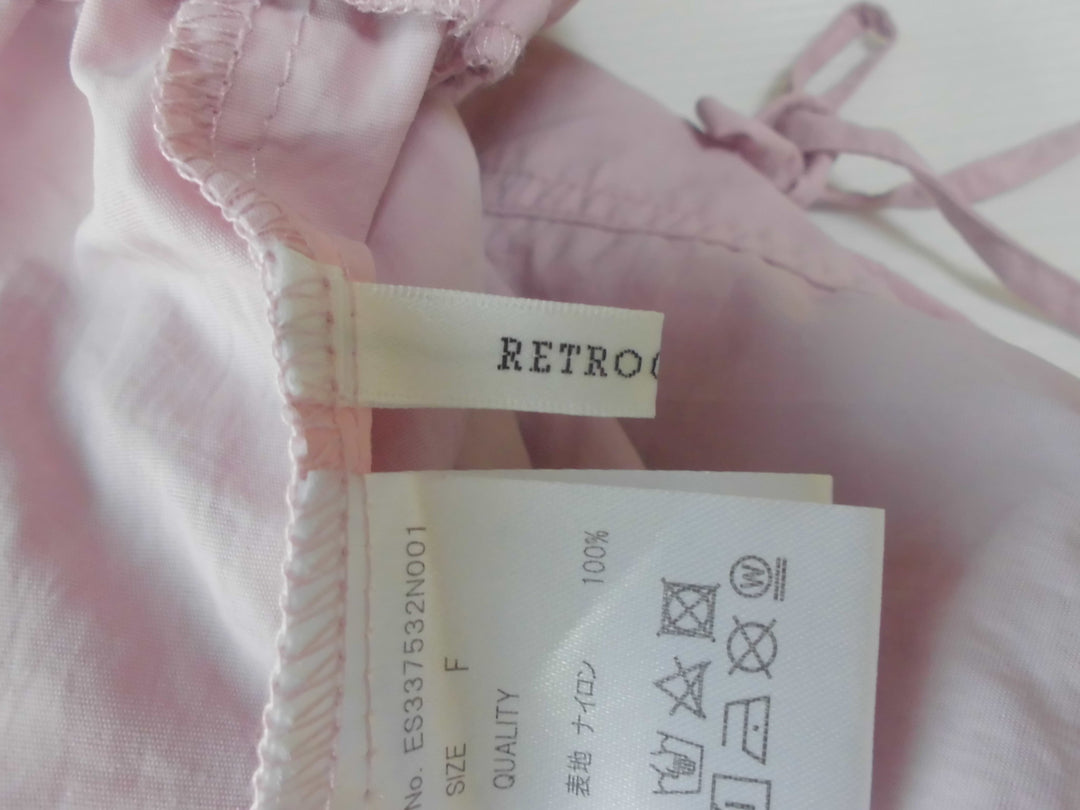 RETRO
No. ES337532N001
SIZE F
QUALITY
表地 ナイロン 100%
W